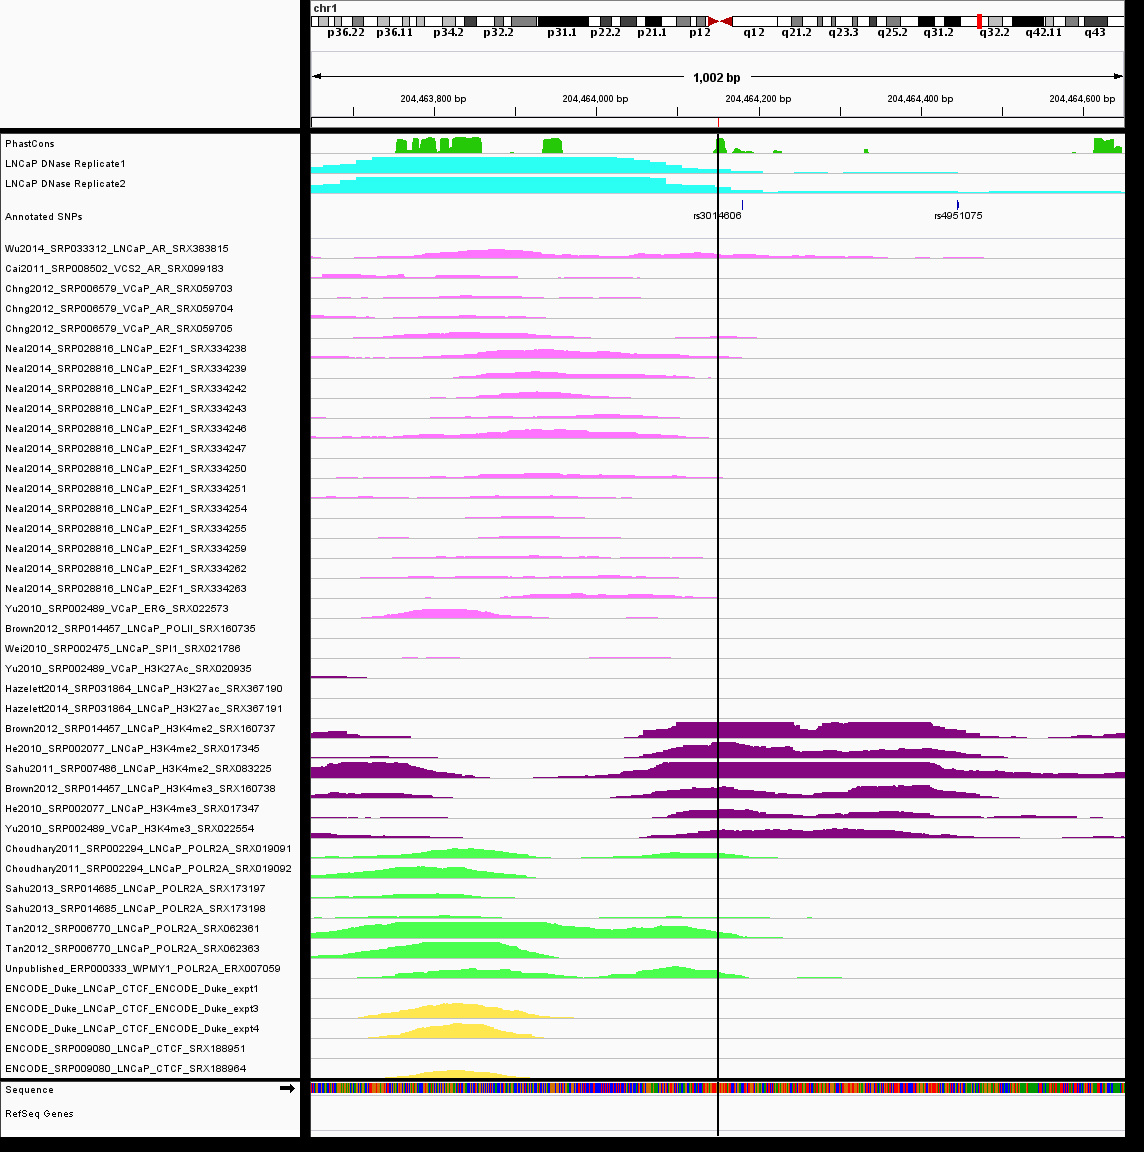 chr1
p36.22 p36.11 p34.2 p32.2 p31.1 p22.2 p21.1 p12 q12 q21.2 q23.3 q25.2 q31.2 q32.2 q42.11 q43
1,002 bp
204,463,800 bp 204,464,000 bp 204,464,200 bp 204,464,400 bp 204,464,600 bp
PhastCons
LNCaP DNase Replicate1
LNCaP DNase Replicate2
Annotated SNPs rs3014606 rs4951075
Wu2014_SRP033312_LNCaP_AR_SRX383815
Cai2011_SRP008502_VCS2_AR_SRX099183
Chng2012_SRP006579_VCaP_AR_SRX059703
Chng2012_SRP006579_VCaP_AR_SRX059704
Chng2012_SRP006579_VCaP_AR_SRX059705
Neal2014_SRP028816_LNCaP_E2F1_SRX334238
Neal2014_SRP028816_LNCaP_E2F1_SRX334239
Neal2014_SRP028816_LNCaP_E2F1_SRX334242
Neal2014_SRP028816_LNCaP_E2F1_SRX334243
Neal2014_SRP028816_LNCaP_E2F1_SRX334246
Neal2014_SRP028816_LNCaP_E2F1_SRX334247
Neal2014_SRP028816_LNCaP_E2F1_SRX334250
Neal2014_SRP028816_LNCaP_E2F1_SRX334251
Neal2014_SRP028816_LNCaP_E2F1_SRX334254
Neal2014_SRP028816_LNCaP_E2F1_SRX334255
Neal2014_SRP028816_LNCaP_E2F1_SRX334259
Neal2014_SRP028816_LNCaP_E2F1_SRX334262
Neal2014_SRP028816_LNCaP_E2F1_SRX334263
Yu2010_SRP002489_VCaP_ERG_SRX022573
Brown2012_SRP014457_LNCaP_POLII_SRX160735
Wei2010_SRP002475_LNCaP_SPI1_SRX021786
Yu2010_SRP002489_VCaP_H3K27Ac_SRX020935
Hazelett2014_SRP031864_LNCaP_H3K27ac_SRX367190
Hazelett2014_SRP031864_LNCaP_H3K27ac_SRX367191
Brown2012_SRP014457_LNCaP_H3K4me2_SRX160737
He2010_SRP002077_LNCaP_H3K4me2_SRX017345
Sahu2011_SRP007486_LNCaP_H3K4me2_SRX083225
Brown2012_SRP014457_LNCaP_H3K4me3_SRX160738
He2010_SRP002077_LNCaP_H3K4me3_SRX017347
Yu2010_SRP002489_VCaP_H3K4me3_SRX022554
Choudhary2011_SRP002294_LNCaP_POLR2A_SRX019091
Choudhary2011_SRP002294_LNCaP_POLR2A_SRX019092
Sahu2013_SRP014685_LNCaP_POLR2A_SRX173197
Sahu2013_SRP014685_LNCaP_POLR2A_SRX173198
Tan2012_SRP006770_LNCaP_POLR2A_SRX062361
Tan2012_SRP006770_LNCaP_POLR2A_SRX062363
Unpublished_ERP000333_WPMY1_POLR2A_ERX007059
ENCODE_Duke_LNCaP_CTCF_ENCODE_Duke_expt1
ENCODE_Duke_LNCaP_CTCF_ENCODE_Duke_expt3
ENCODE_Duke_LNCaP_CTCF_ENCODE_Duke_expt4
ENCODE_SRP009080_LNCaP_CTCF_SRX188951
ENCODE_SRP009080_LNCaP_CTCF_SRX188964
Sequence
RefSeq Genes